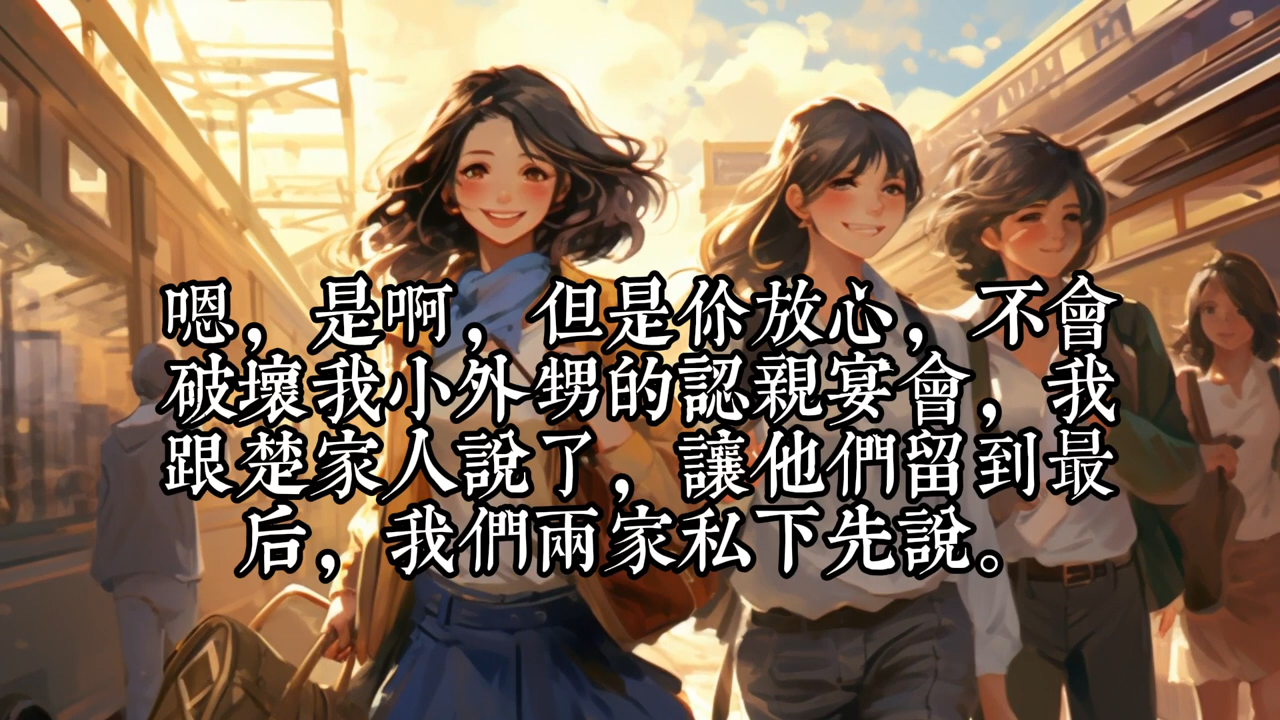 嗯，是啊，但是你放心，不會
破壞我小外甥的認親宴會，我
跟楚家人說了，讓他們留到最
后，我們兩家私下先說。